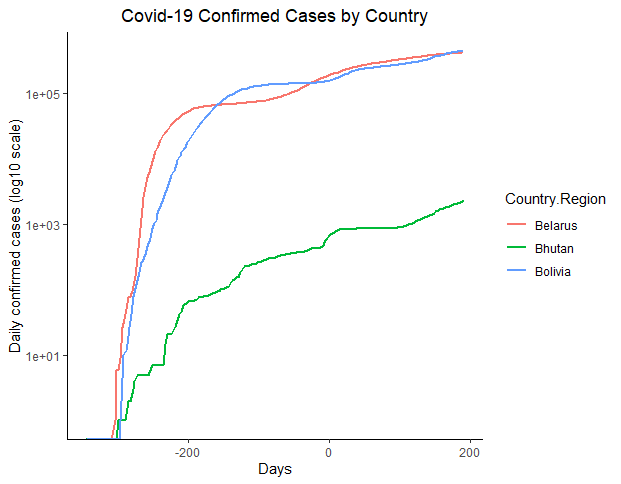 Covid-19 Confirmed Cases by Country
Daily confirmed cases (log10 scale)
1e+05
1e+03
1e+01
-200
0
200
Days
Country.Region
Belarus
Bhutan
Bolivia